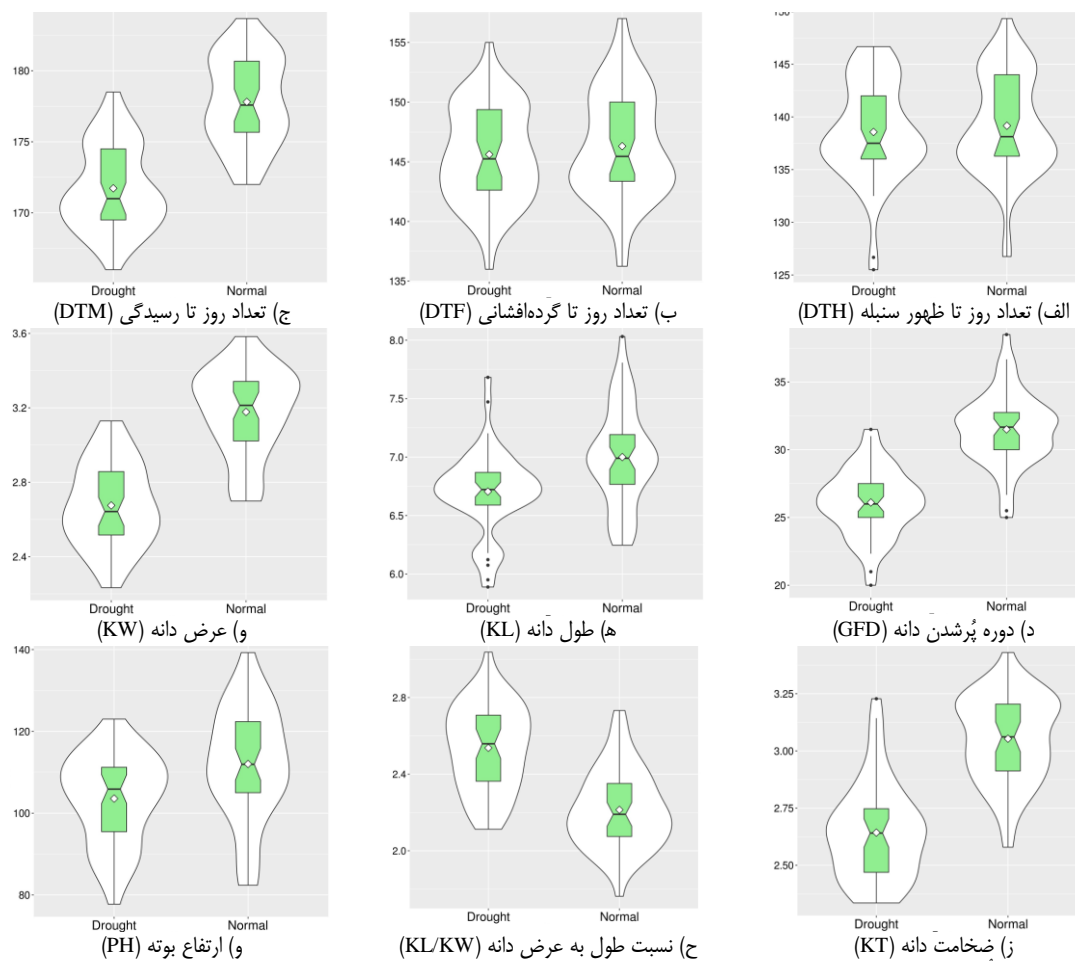 150
145
140
135
130
125
Drought Normal
الف) تعداد روز تا ظهور سنبله (DTH)
155
150
145
140
135
Drought Normal
ب) تعداد روز تا گرده‌افشانی (DTF)
180
175
170
Drought Normal
ج) تعداد روز تا رسیدگی (DTM)
35
30
25
20
Drought Normal
د) دوره پُرشدن دانه (GFD)
8.0
7.5
7.0
6.5
6.0
Drought Normal
ه) طول دانه (KL)
3.6
3.2
2.8
2.4
Drought Normal
و) عرض دانه (KW)
3.25
3.00
2.75
2.50
Drought Normal
ز) ضخامت دانه (KT)
2.8
2.4
2.0
Drought Normal
ح) نسبت طول به عرض دانه (KL/KW)
140
120
100
80
Drought Normal
و) ارتفاع بوته (PH)